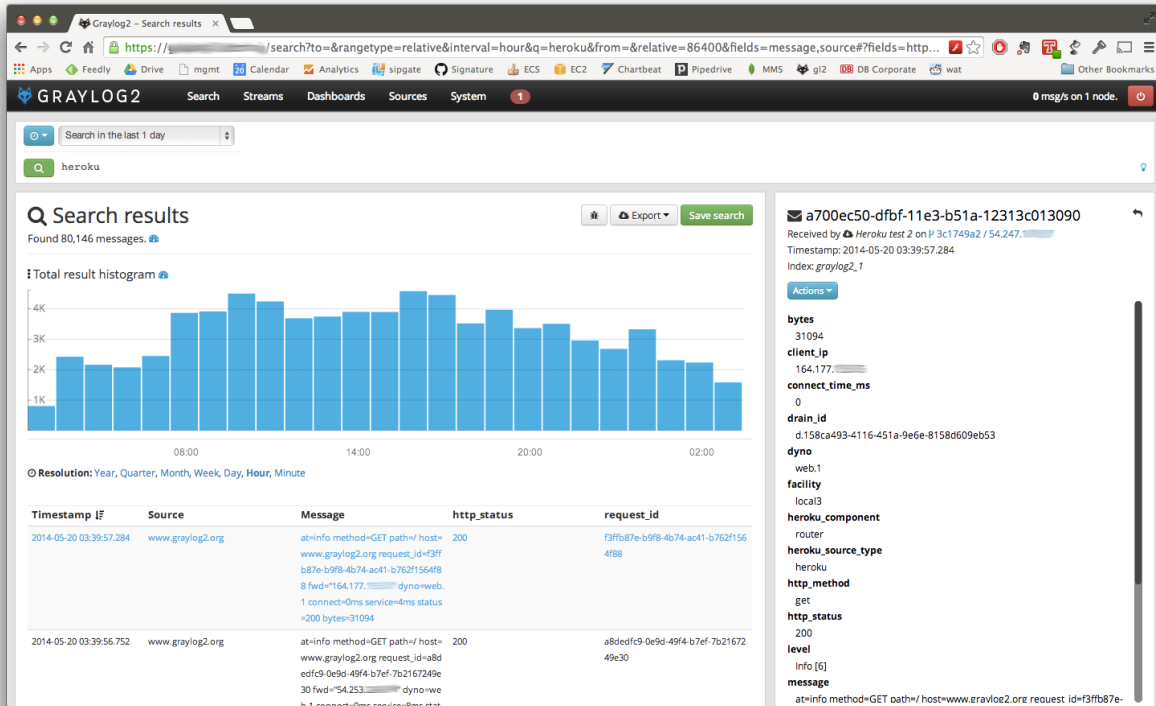 Graylog2 – Search results ×
https:// /search?to=&rangetype=relative&interval=hour&q=heroku&from=&relative=86400&fields=message,source#?fields=http...
Apps Feedly Drive mgmt 20 Calendar Analytics sipgate Signature ECS EC2 Chartbeat Pipedrive MMS gl2 DB DB Corporate wat Other Bookmarks
GRAYLOG2 Search Streams Dashboards Sources System 1 0 msg/s on 1 node.
Search in the last 1 day
heroku
Search results
Export Save search
Found 80,146 messages.
Total result histogram
4K
3K
2K
1K
08:00 14:00 20:00 02:00
Resolution: Year, Quarter, Month, Week, Day, Hour, Minute
Timestamp Source Message http_status request_id
2014-05-20 03:39:57.284 www.graylog2.org at=info method=GET path=/ host= 200 f3ffb87e-b9f8-4b74-ac41-b762f156
www.graylog2.org request_id=f3ff 4f88
b87e-b9f8-4b74-ac41-b762f1564f8
8 fwd="164.177. dyno=web.
1 connect=0ms service=4ms status
=200 bytes=31094
2014-05-20 03:39:56.752 www.graylog2.org at=info method=GET path=/ host= 200 a8dedfc9-0e9d-49f4-b7ef-7b21672
www.graylog2.org request_id=a8d 49e30
edfc9-0e9d-49f4-b7ef-7b2167249e
30 fwd="54.253. " dyno=we
b.1 connect=0ms service=8ms stat
a700ec50-dfbf-11e3-b51a-12313c013090
Received by Heroku test 2 on 3c1749a2 / 54.247.
Timestamp: 2014-05-20 03:39:57.284
Index: graylog2_1
Actions
bytes
31094
client_ip
164.177.
connect_time_ms
0
drain_id
d.158ca493-4116-451a-9e6e-8158d609eb53
dyno
web.1
facility
local3
heroku_component
router
heroku_source_type
heroku
http_method
get
http_status
200
level
Info [6]
message
at=info method=GET path=/ host=www.graylog2.org request_id=f3ffb87e-